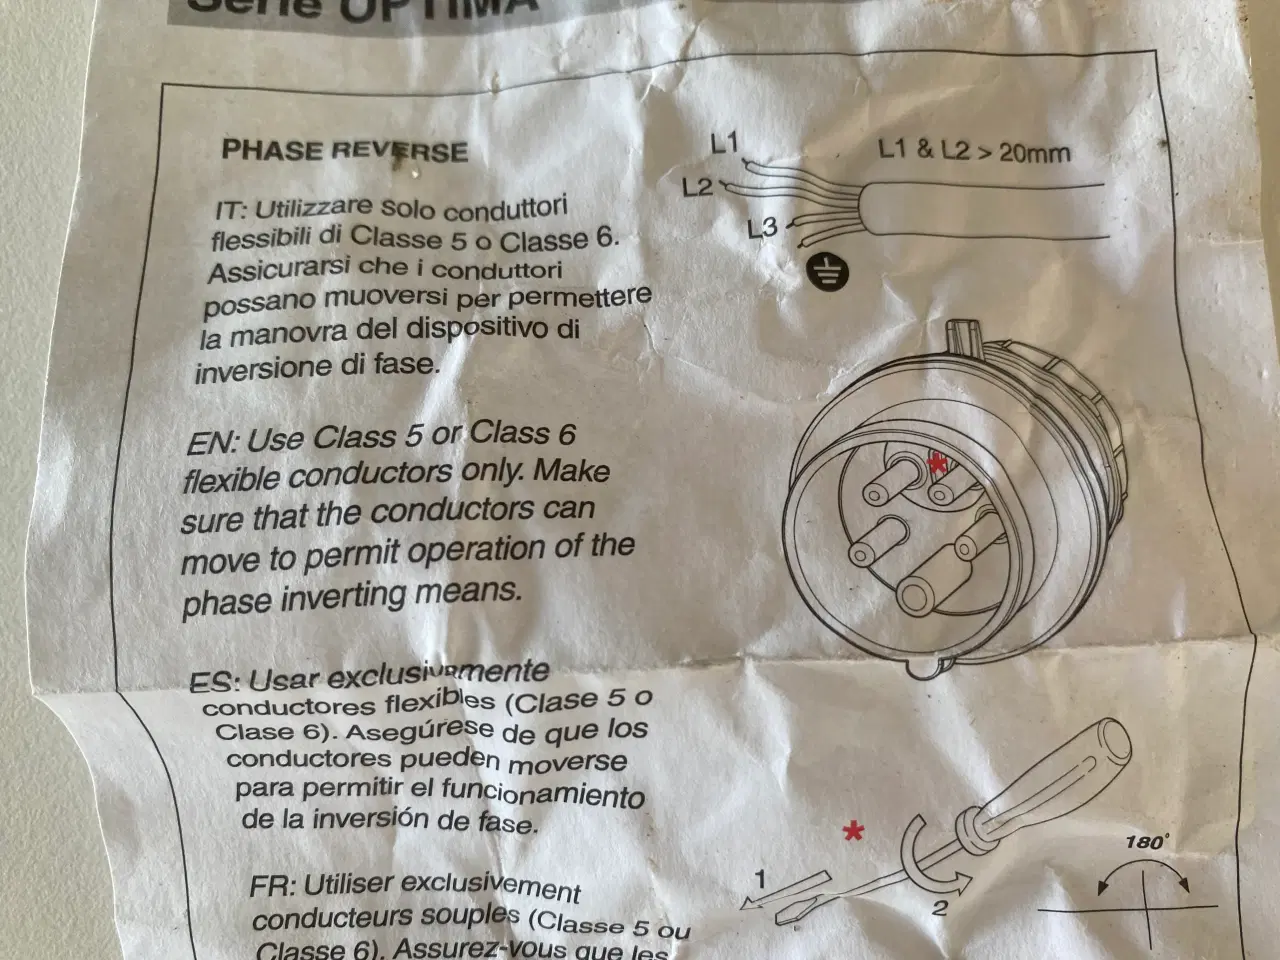 Serie OPTIMA
PHASE REVERSE
IT: Utilizzare solo conduttori
flessibili di Classe 5 o Classe 6.
Assicurarsi che i conduttori
possano muoversi per permettere
la manovra del dispositivo di
inversione di fase.
EN: Use Class 5 or Class 6
flexible conductors only. Make
sure that the conductors can
move to permit operation of the
phase inverting means.
ES: Usar exclusivamente
conductores flexibles (Clase 5 o
Clase 6). Asegúrese de que los
conductores pueden moverse
para permitir el funcionamiento
de la inversión de fase.
FR: Utiliser exclusivement
conducteurs souples (Classe 5 ou
Classe 6). Assurez-vous que les
L1
L2
L3
L1 & L2 > 20mm
*
*
1
2
180°